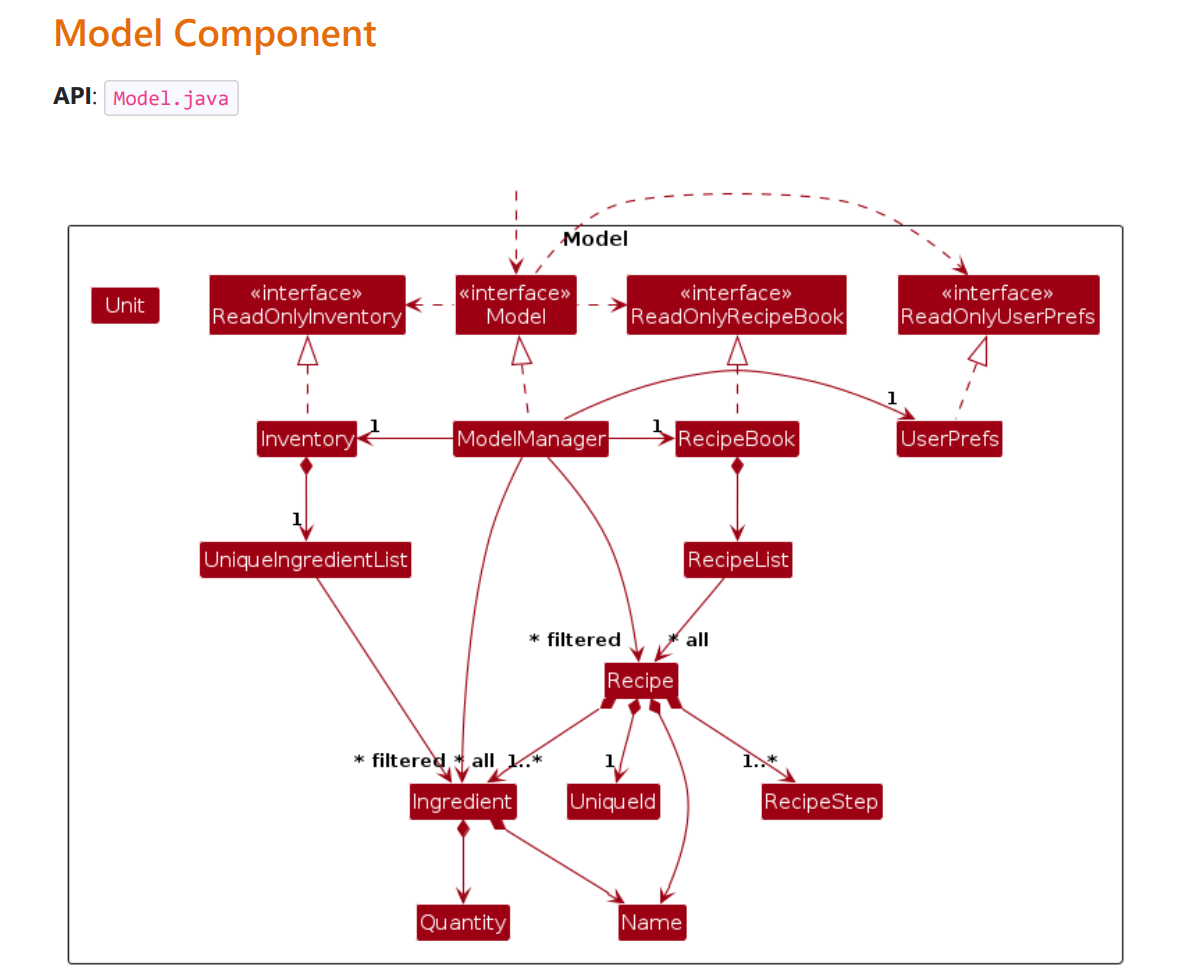 Model Component
API: Model.java
Model
Unit
«interface»
ReadOnlyInventory
«interface»
Model
«interface»
ReadOnlyRecipeBook
«interface»
ReadOnlyUserPrefs
1
Inventory
1
ModelManager
1
RecipeBook
UserPrefs
1
UniqueIngredientList
RecipeList
* filtered
* all
Recipe
* filtered
* all
1..*
1
1..*
Ingredient
UniqueId
RecipeStep
Quantity
Name